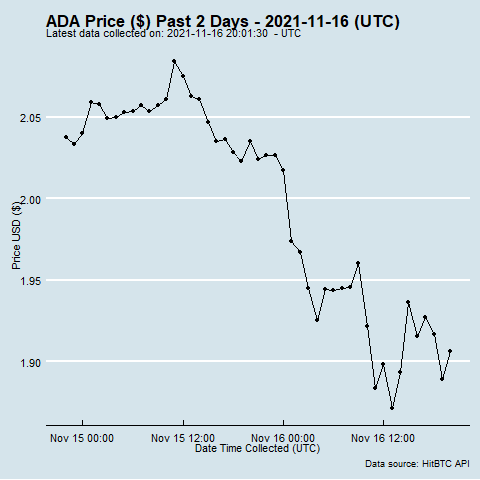 ADA Price ($) Past 2 Days - 2021-11-16 (UTC)
Latest data collected on: 2021-11-16 20:01:30  - UTC
2.05
2.00
1.95
1.90
Price USD ($)
Nov 15 00:00
Nov 15 12:00
Nov 16 00:00
Nov 16 12:00
Date Time Collected (UTC)
Data source: HitBTC API